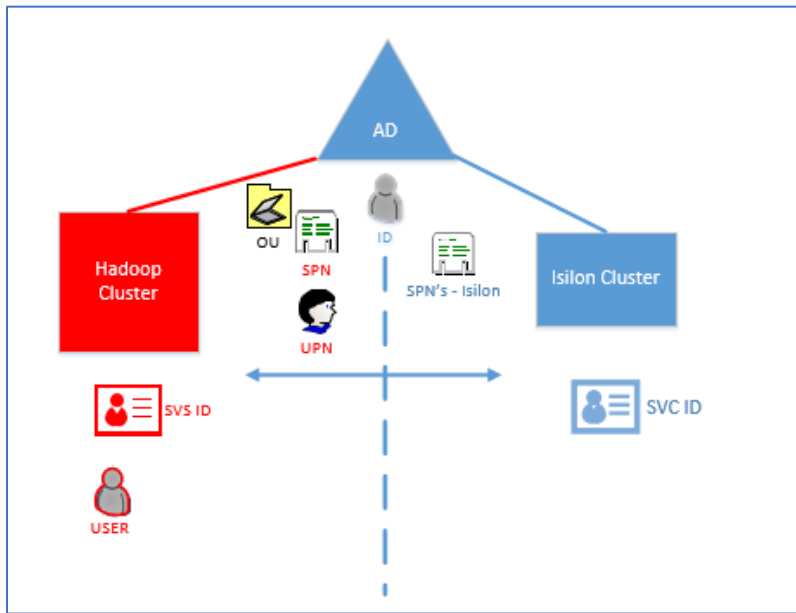 AD
OU
SPN
ID
SPN's - Isilon
UPN
Hadoop
Cluster
Isilon Cluster
SVS ID
SVC ID
USER